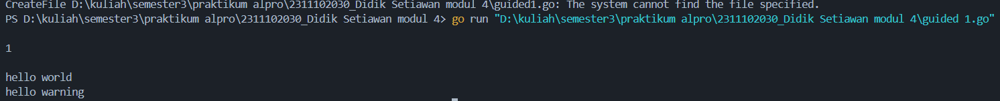 CreateFile D:\kuliah\semester3\praktikum alpro\2311102030_Didik Setiawan modul 4\guided1.go: The system cannot find the file specified.
PS D:\kuliah\semester3\praktikum alpro\2311102030_Didik Setiawan modul 4> go run "D:\kuliah\semester3\praktikum alpro\2311102030_Didik Setiawan modul 4\guided 1.go"
1
hello world
hello warning